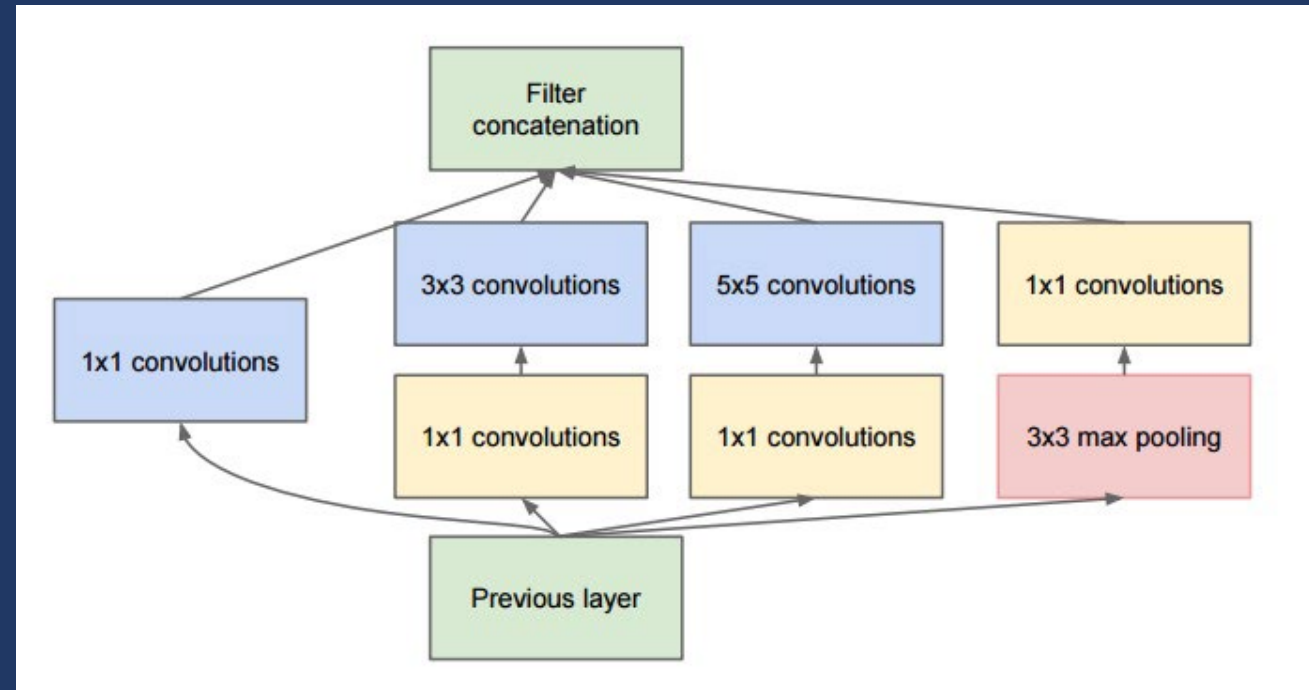 Filter
concatenation
3x3 convolutions
5x5 convolutions
1x1 convolutions
1x1 convolutions
1x1 convolutions
1x1 convolutions
3x3 max pooling
Previous layer